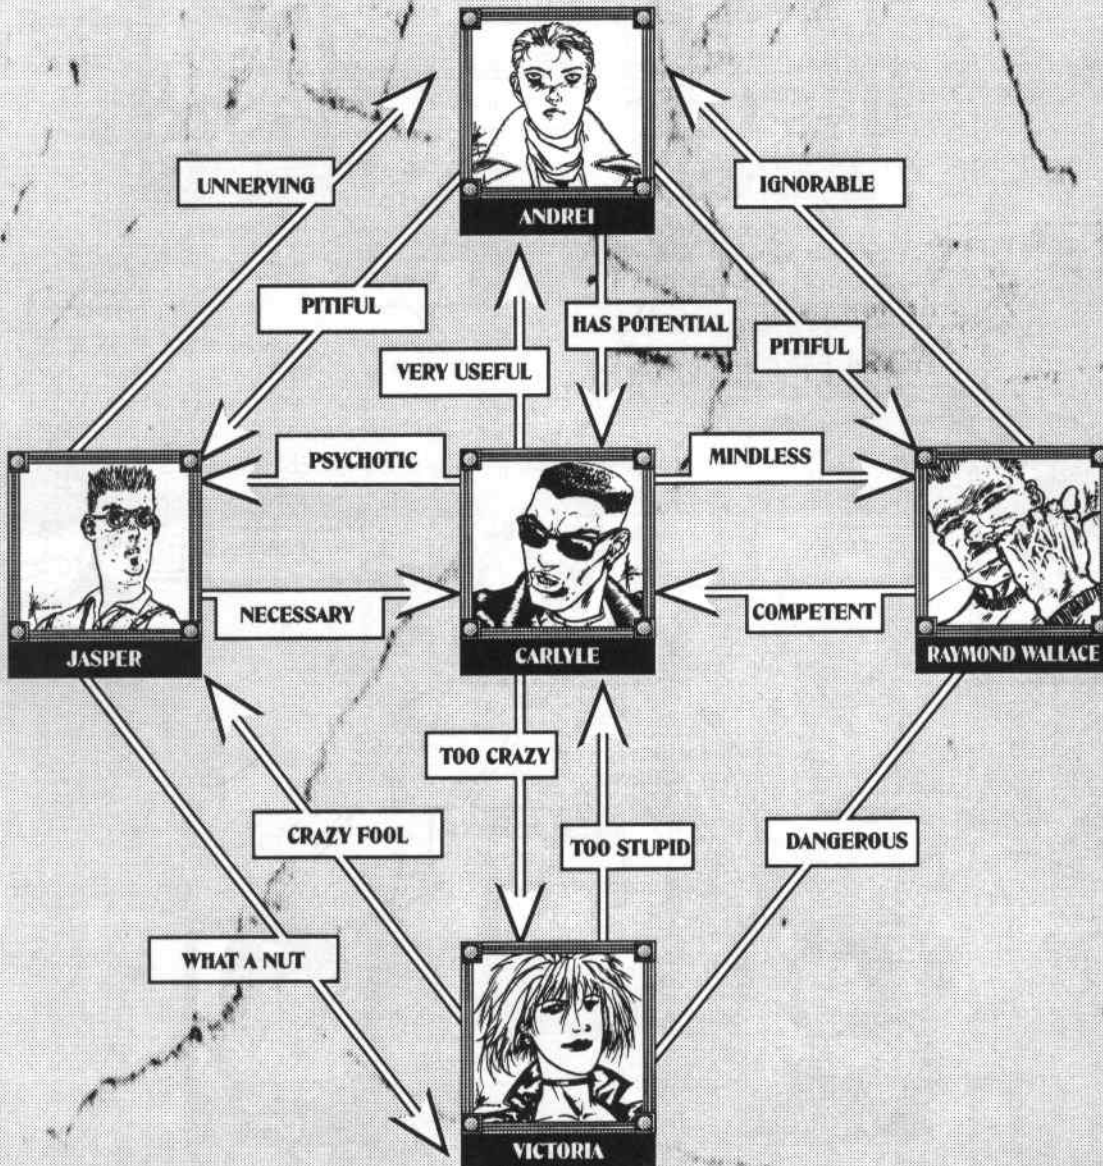 UNNERVING
IGNORABLE
ANDREI
PITIFUL
HAS POTENTIAL
PITIFUL
VERY USEFUL
PSYCHOTIC
MINDLESS
NECESSARY
COMPETENT
JASPER
CARLYLE
RAYMOND WALLACE
TOO CRAZY
CRAZY FOOL
TOO STUPID
DANGEROUS
WHAT A NUT
VICTORIA